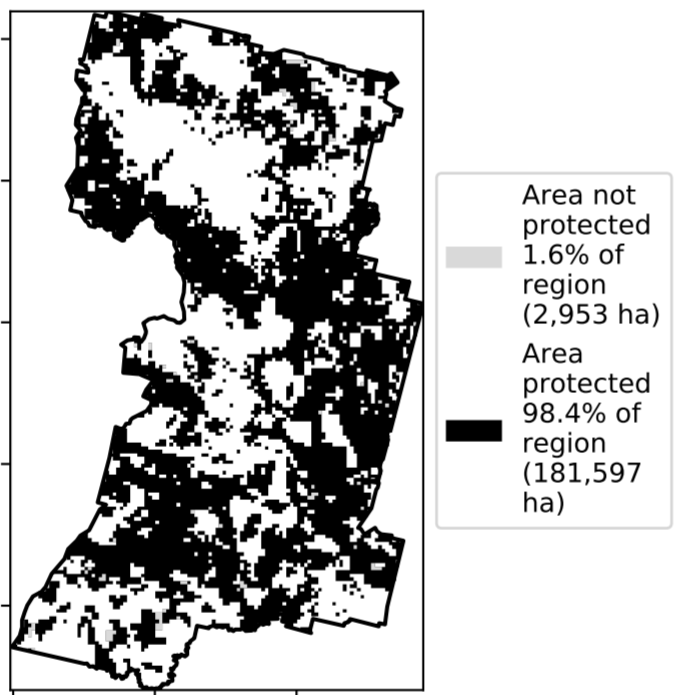 Area not
protected
1.6% of
region
(2,953 ha)
Area
protected
98.4% of
region
(181,597
ha)